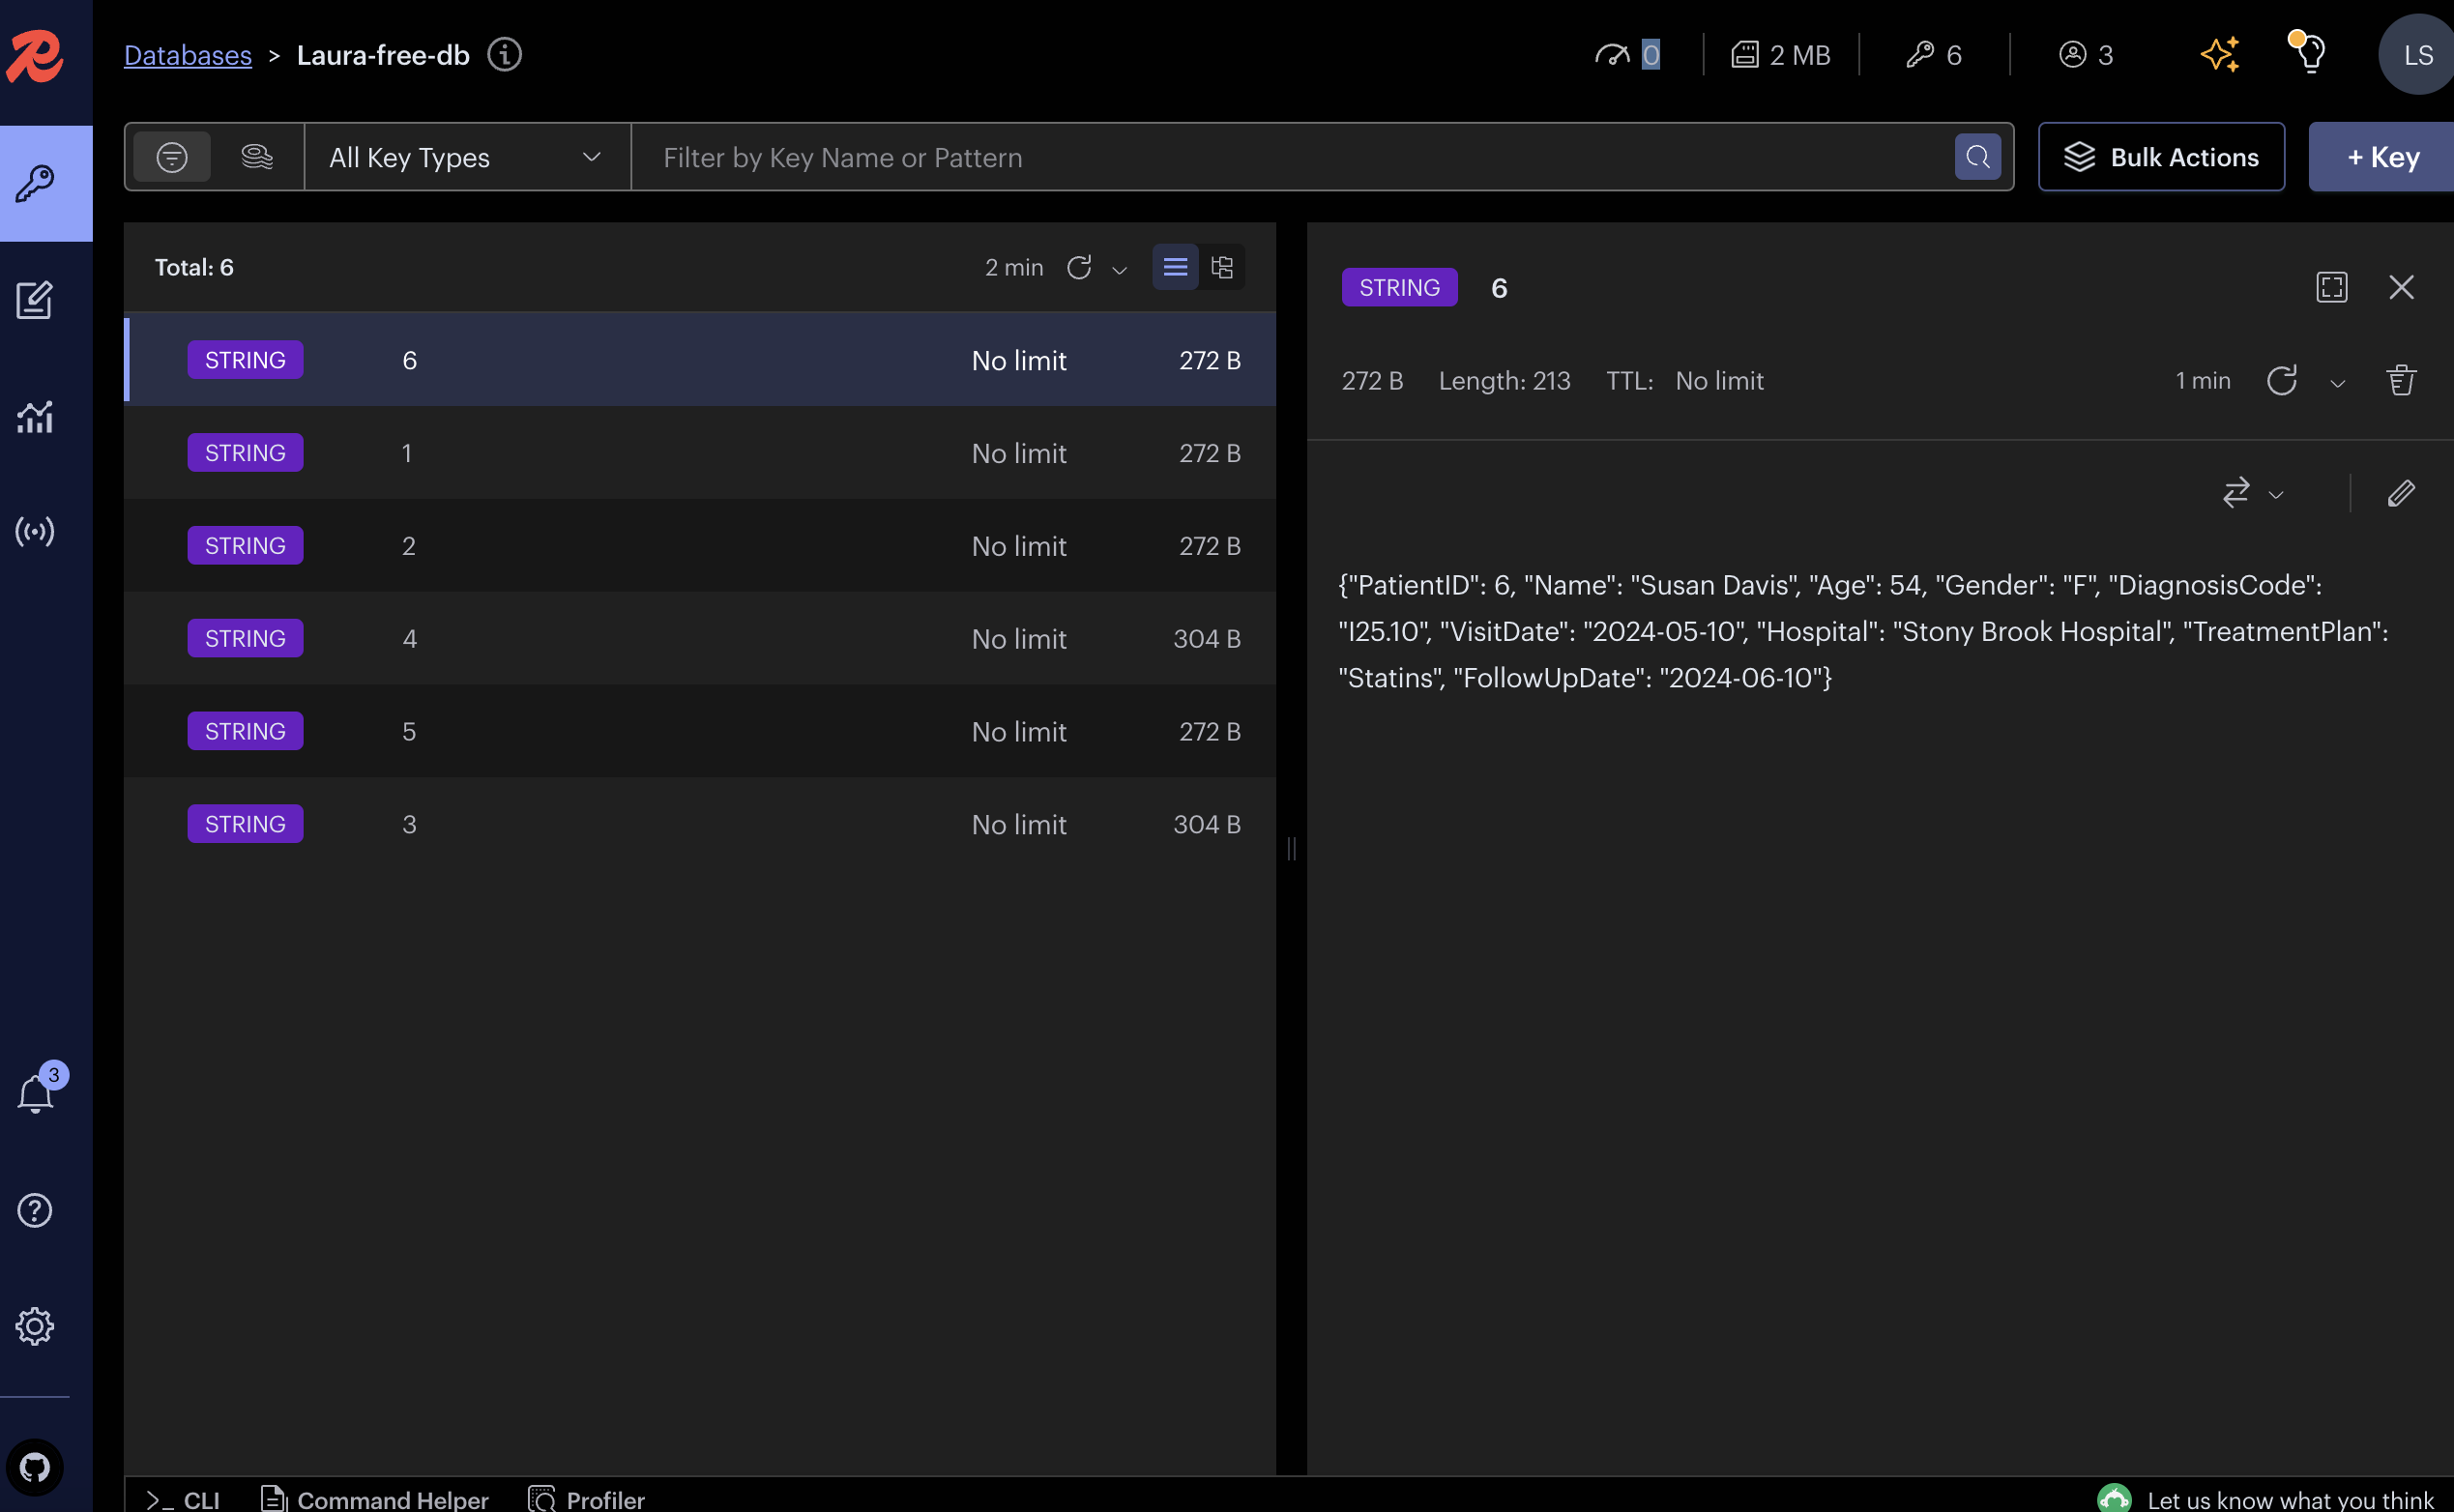 Databases > Laura-free-db
0
2 MB
6
3
LS
All Key Types
Filter by Key Name or Pattern
Bulk Actions
+ Key
Total: 6
2 min
STRING 6 No limit 272 B
STRING 1 No limit 272 B
STRING 2 No limit 272 B
STRING 4 No limit 304 B
STRING 5 No limit 272 B
STRING 3 No limit 304 B
STRING 6
272 B Length: 213 TTL: No limit
1 min
{"PatientID": 6, "Name": "Susan Davis", "Age": 54, "Gender": "F", "DiagnosisCode":
"I25.10", "VisitDate": "2024-05-10", "Hospital": "Stony Brook Hospital", "TreatmentPlan":
"Statins", "FollowUpDate": "2024-06-10"}
3
>_ CLI
Command Helper
Profiler
Let us know what you think